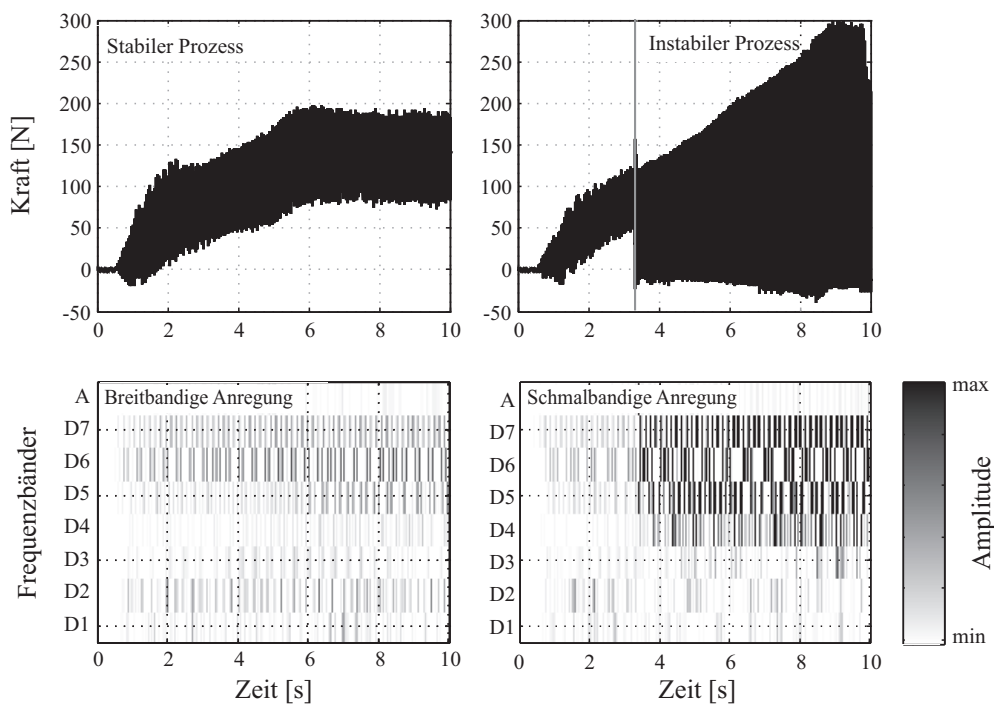 Kraft [N]
300
250
200
150
100
50
0
-50
Stabiler Prozess
0 2 4 6 8 10
300
250
200
150
100
50
0
-50
Instabiler Prozess
0 2 4 6 8 10
Frequenzbänder
A
D7
D6
D5
D4
D3
D2
D1
Breitbandige Anregung
0 2 4 6 8 10
Zeit [s]
A
D7
D6
D5
D4
D3
D2
D1
Schmalbandige Anregung
0 2 4 6 8 10
Zeit [s]
max
min
Amplitude